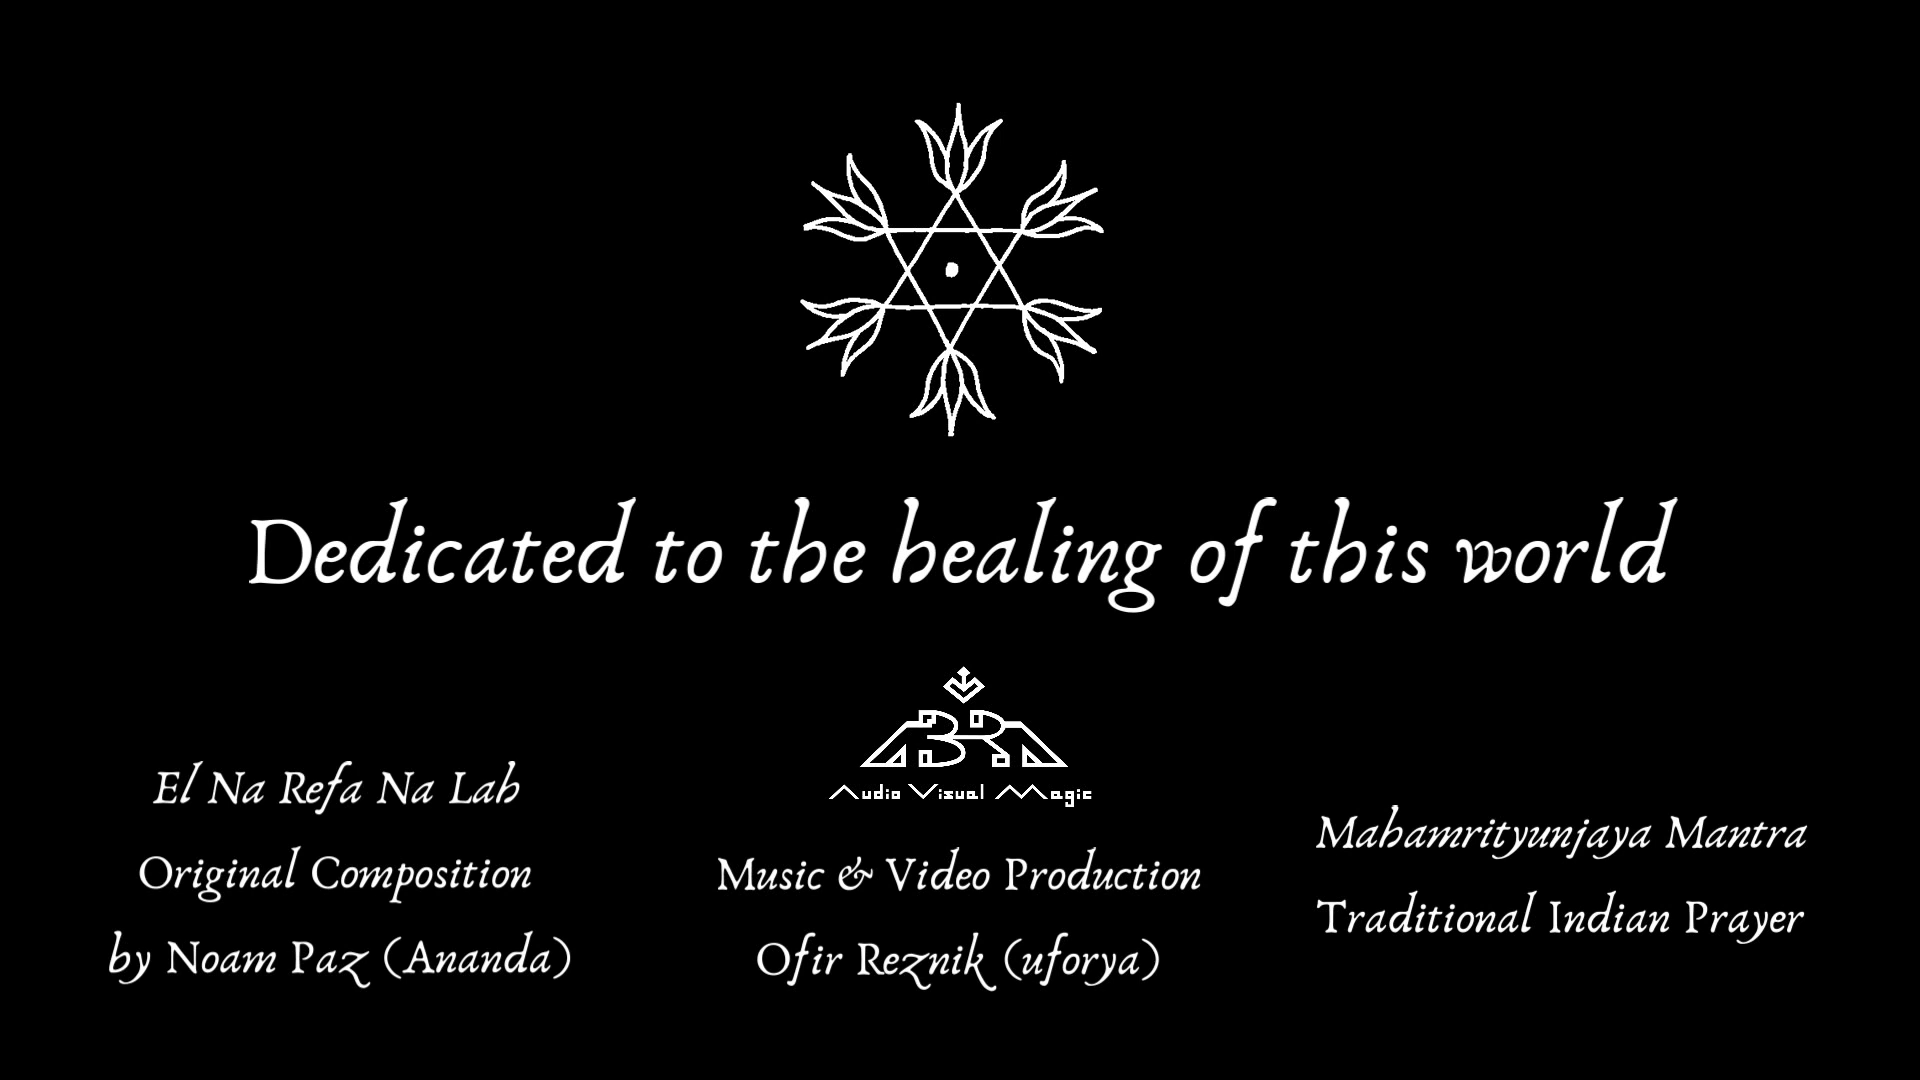 Dedicated to the healing of this world
El Na Refa Na Lah
Original Composition
by Noam Paz (Ananda)
ABRA
Audio Visual Magic
Music & Video Production
Ofir Reznik (uforya)
Mahamrityunjaya Mantra
Traditional Indian Prayer